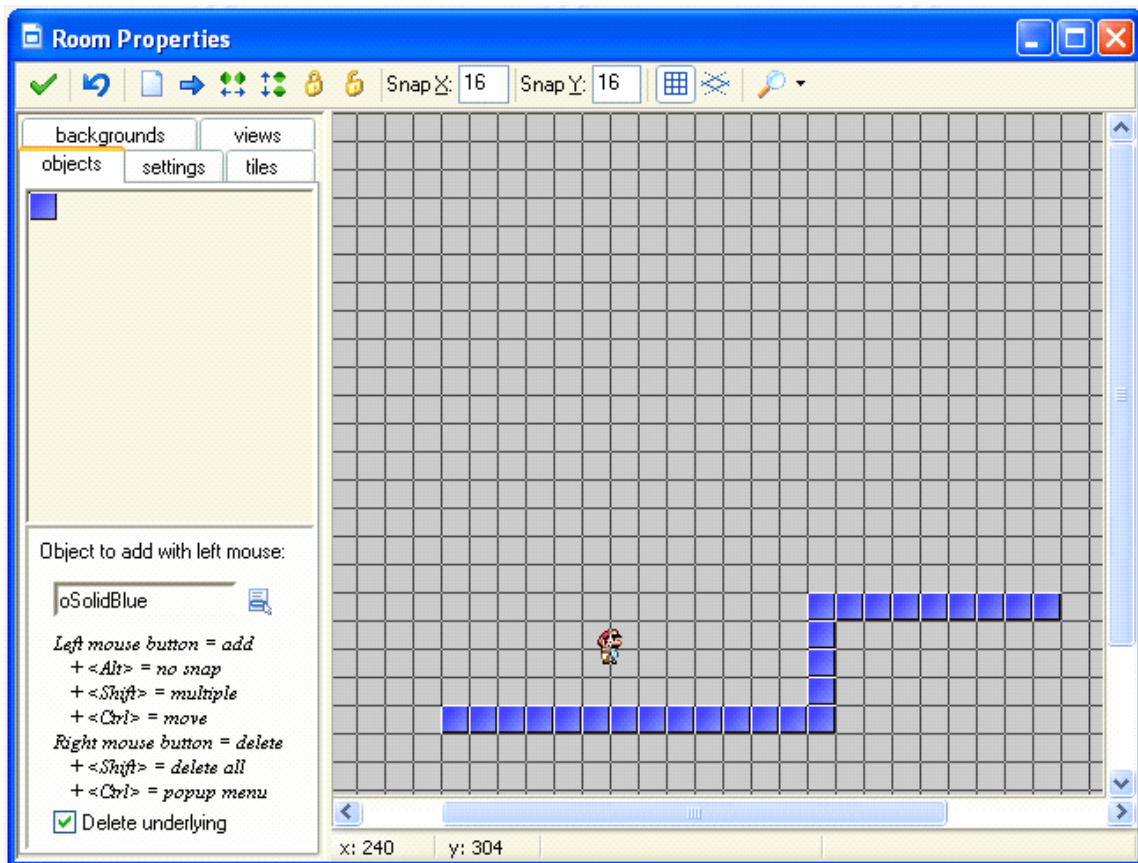 Room Properties
Snap X: 16 Snap Y: 16
backgrounds views
objects settings tiles
Object to add with left mouse:
oSolidBlue
Left mouse button = add
+ <Alt> = no snap
+ <Shift> = multiple
+ <Ctrl> = move
Right mouse button = delete
+ <Shift> = delete all
+ <Ctrl> = popup menu
Delete underlying
x: 240 y: 304